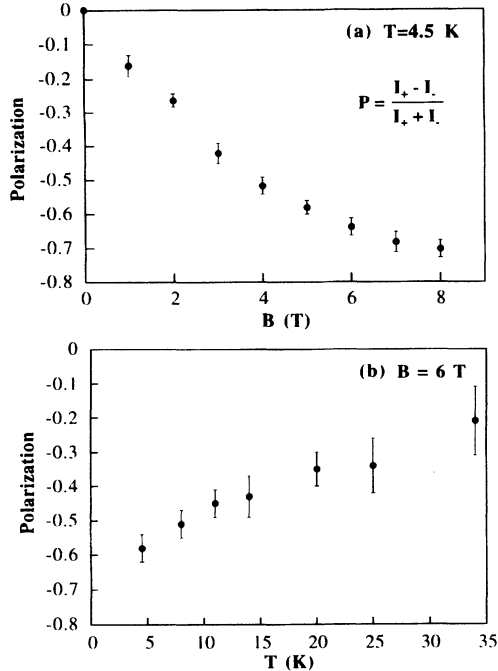 0
-0.1
-0.2
-0.3
-0.4
-0.5
-0.6
-0.7
-0.8
Polarization
(a) T=4.5 K
P = I₊ - I₋ / I₊ + I₋
0 2 4 6 8
B (T)
0
-0.1
-0.2
-0.3
-0.4
-0.5
-0.6
-0.7
-0.8
Polarization
(b) B = 6 T
0 5 10 15 20 25 30 35
T (K)